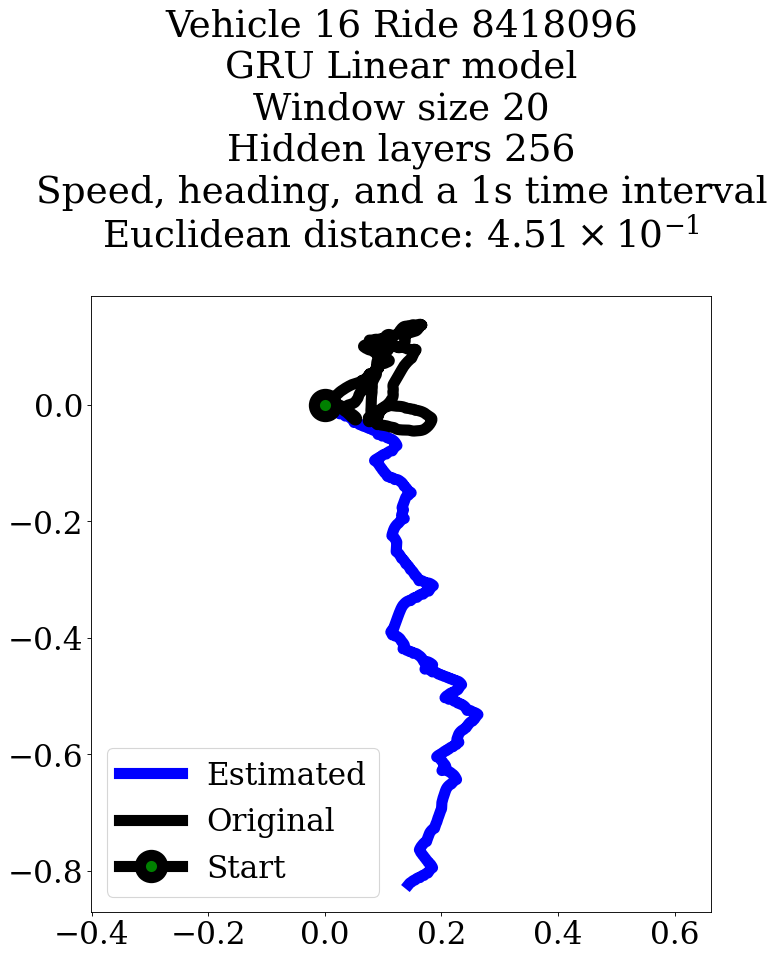 Vehicle 16 Ride 8418096
GRU Linear model
Window size 20
Hidden layers 256
Speed, heading, and a 1s time interval
Euclidean distance: 4.51 × 10⁻¹
0.0
−0.2
−0.4
−0.6
−0.8
Estimated
Original
Start
−0.4 −0.2 0.0 0.2 0.4 0.6